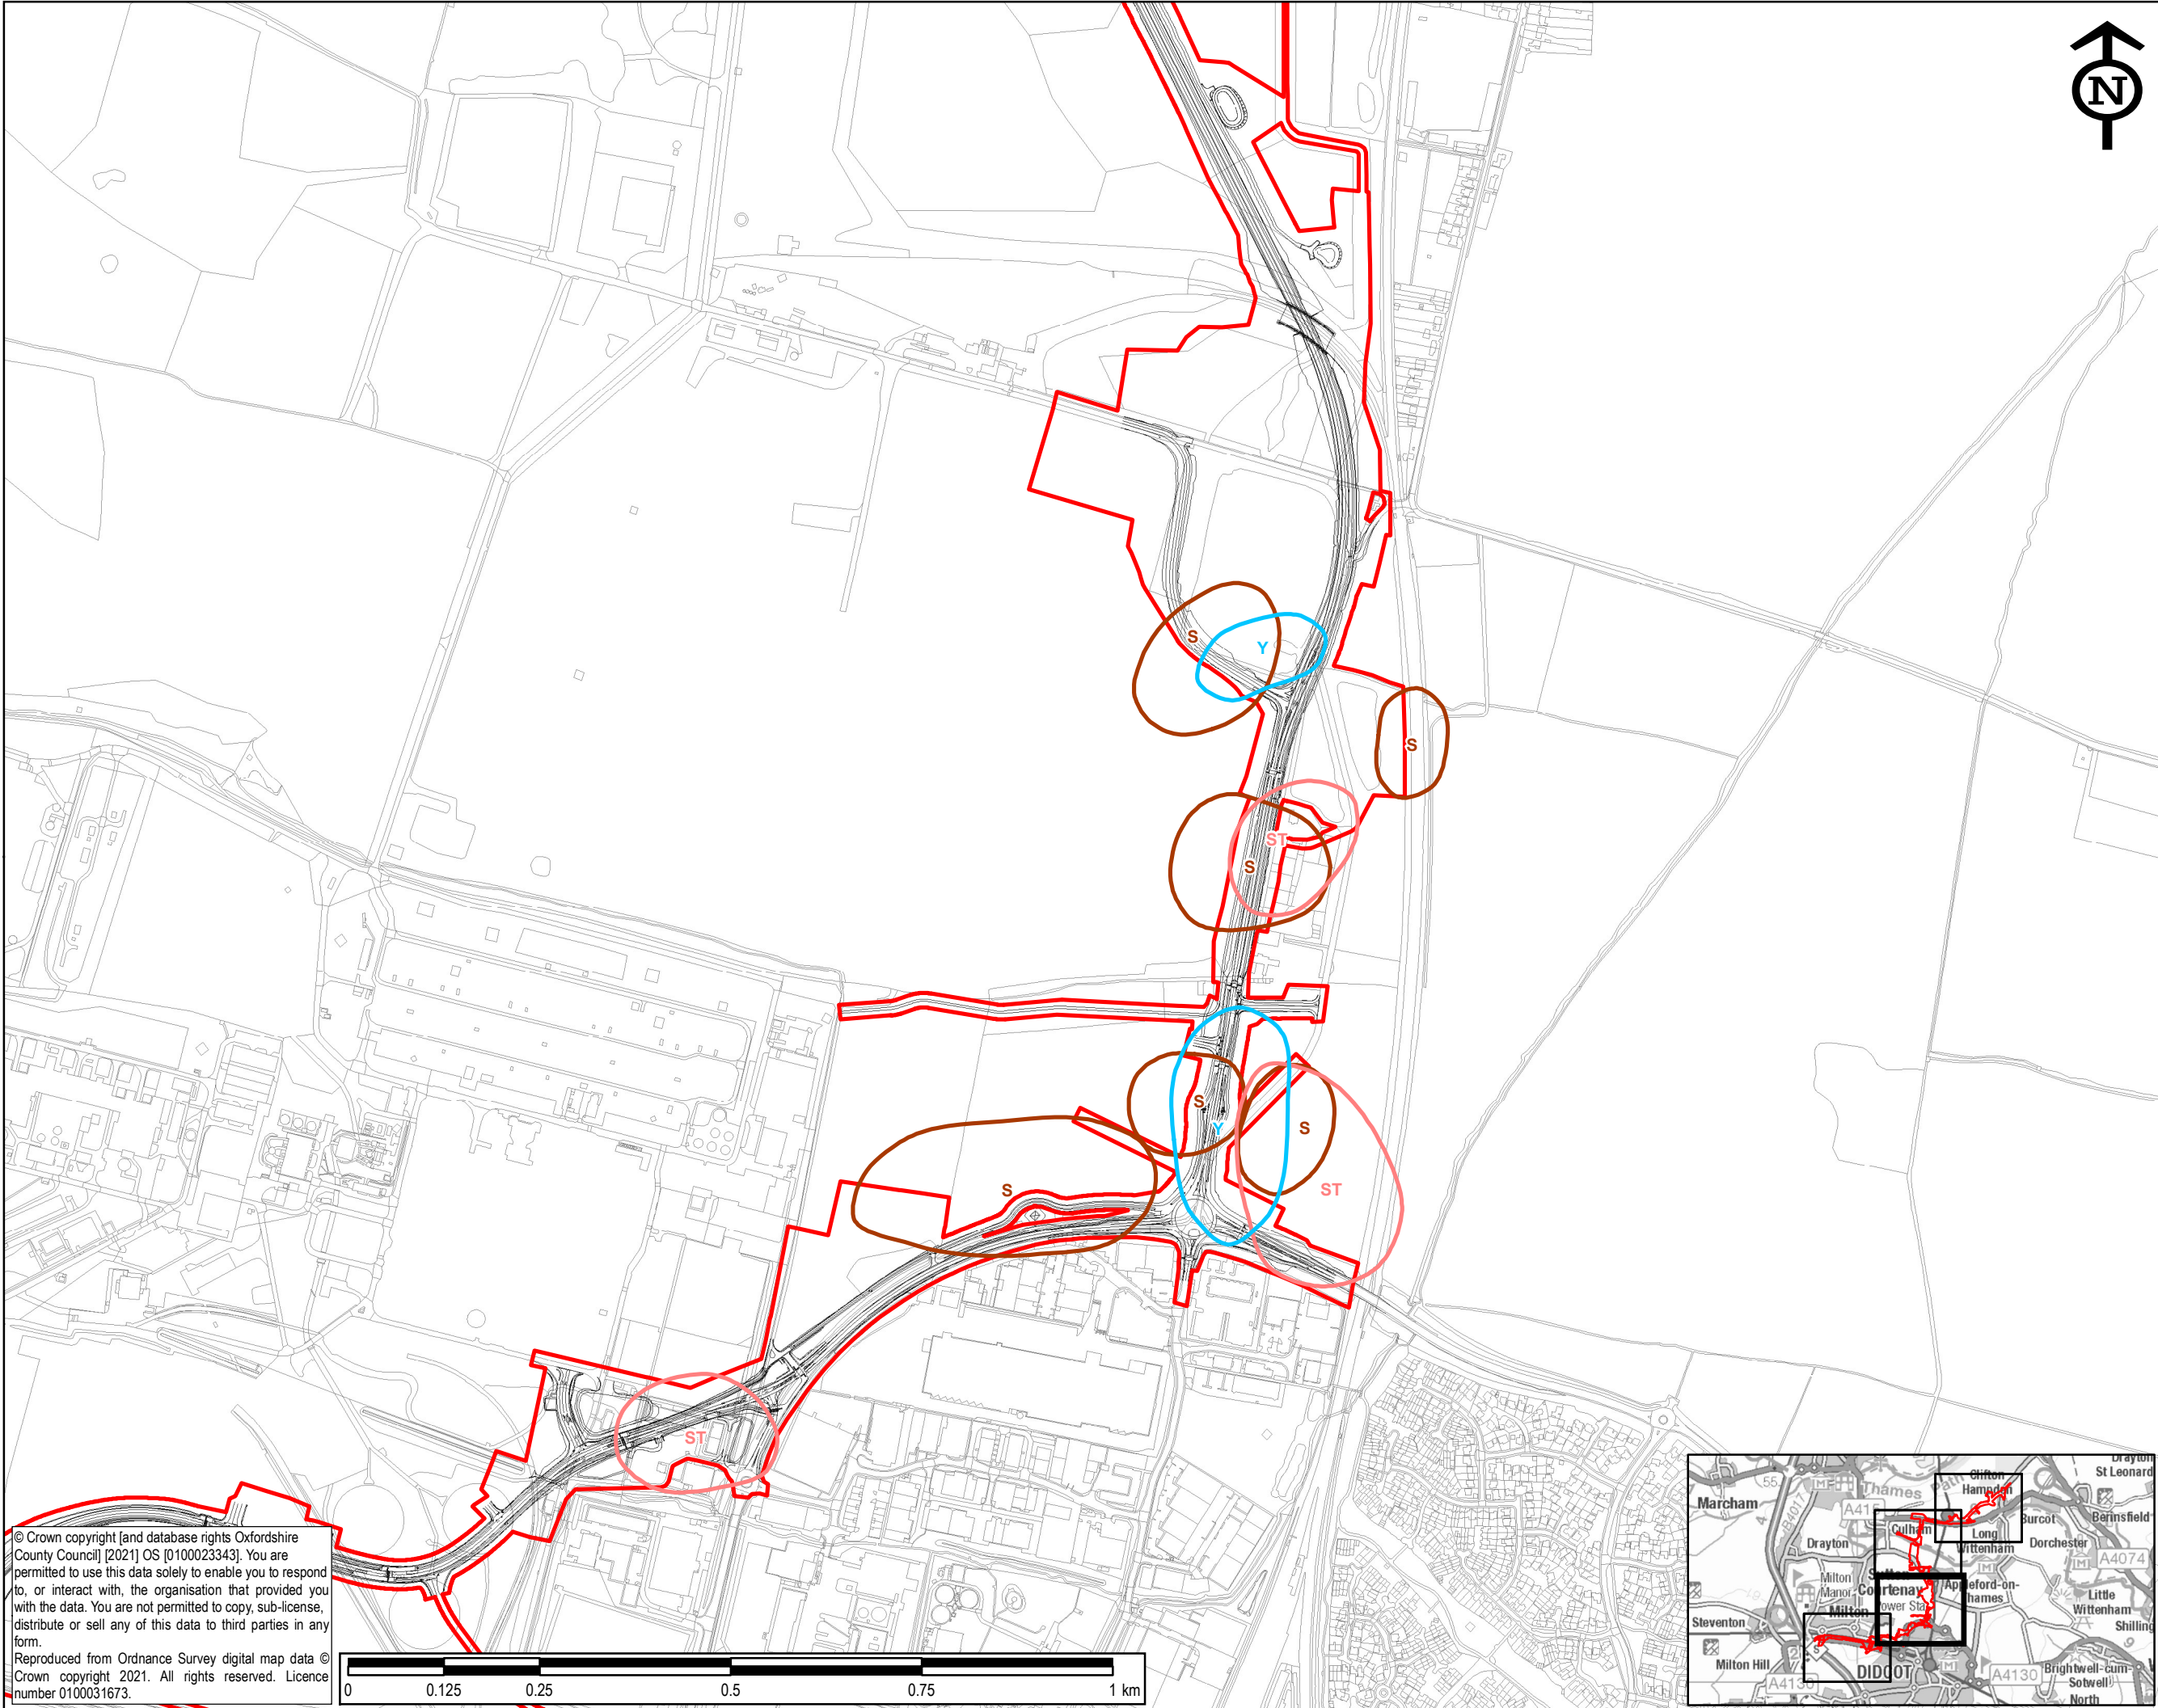 N
S
Y
S
ST
S
S
Y
S
S
ST
ST
© Crown copyright [and database rights Oxfordshire
County Council] [2021] OS [0100023343]. You are
permitted to use this data solely to enable you to respond
to, or interact with, the organisation that provided you
with the data. You are not permitted to copy, sub-license,
distribute or sell any of this data to third parties in any
form.
Reproduced from Ordnance Survey digital map data ©
Crown copyright 2021. All rights reserved. Licence
number 0100031673.
0 0.125 0.25 0.5 0.75 1 km
Drayton
St Leonard
Clifton
Hampden
Marcham
55
Thames
A415
Burcot
Berinsfield
Culham
Long
Wittenham
Dorchester
Drayton
A4074
Milton
Manor
Courtenay
Appleford-on-
Thames
Little
Wittenham
Steventon
Milton
Shilling
Milton Hill
DIDCOT
A4130
A4130
Brightwell-cum-
Sotwell
North